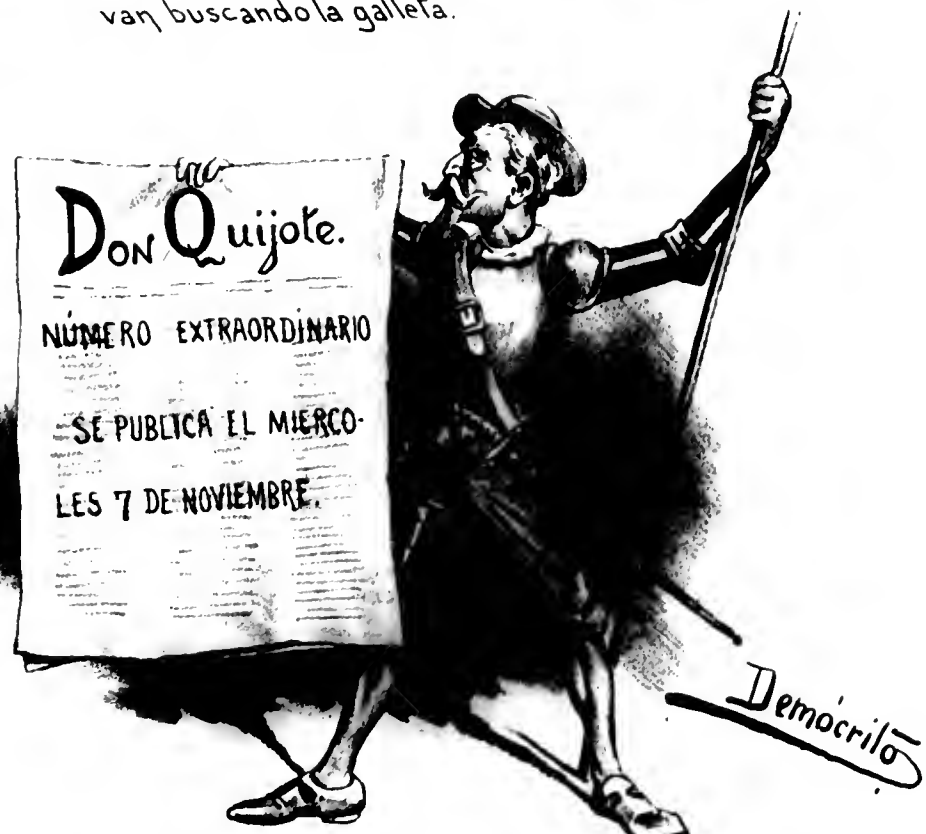 van buscando la galleta.
DON Quijote.
NÚMERO EXTRAORDINARIO
SE PUBLICA EL MIERCO-
LES 7 DE NOVIEMBRE.
Demócrito